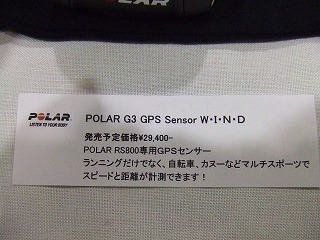 POLAR
LISTEN TO YOUR BODY
POLAR G3 GPS Sensor W・I・N・D
発売予定価格¥29,400-
POLAR RS800専用GPSセンサー
ランニングだけでなく、自転車、カヌーなどマルチスポーツで
スピードと距離が計測できます！